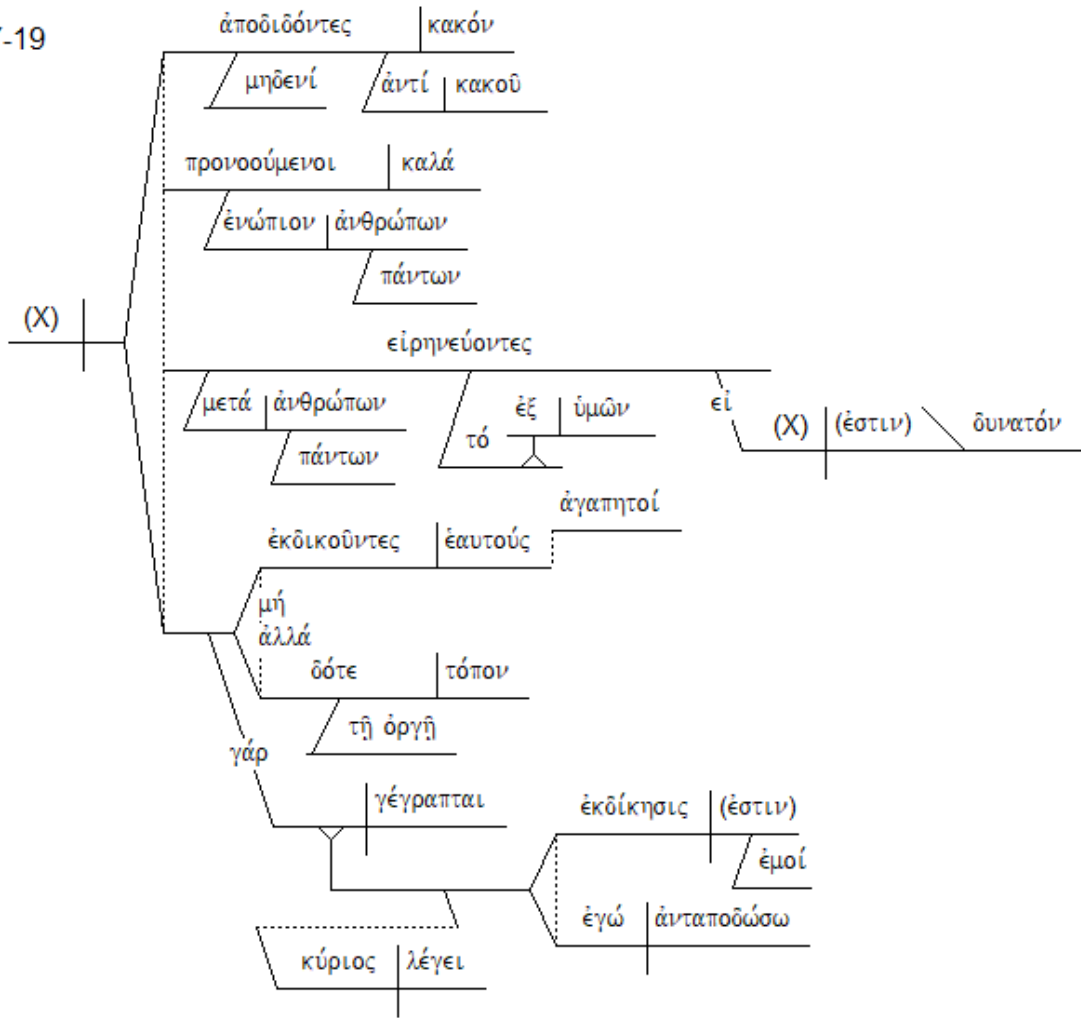 7-19
ἀποδιδόντες κακόν
μηδενί ἀντί κακοῦ
προνοούμενοι καλά
ἐνώπιον ἀνθρώπων
πάντων
(X)
εἰρηνεύοντες
μετά ἀνθρώπων τό ἐξ ὑμῶν εἰ (X) (ἐστιν) δυνατόν
πάντων
ἀγαπητοί
ἐκδικοῦντες ἑαυτούς
μή
ἀλλά
δότε τόπον
τῇ ὀργῇ
γάρ
γέγραπται
ἐκδίκησις (ἐστιν)
ἐμοί
ἐγώ ἀνταποδώσω
κύριος λέγει